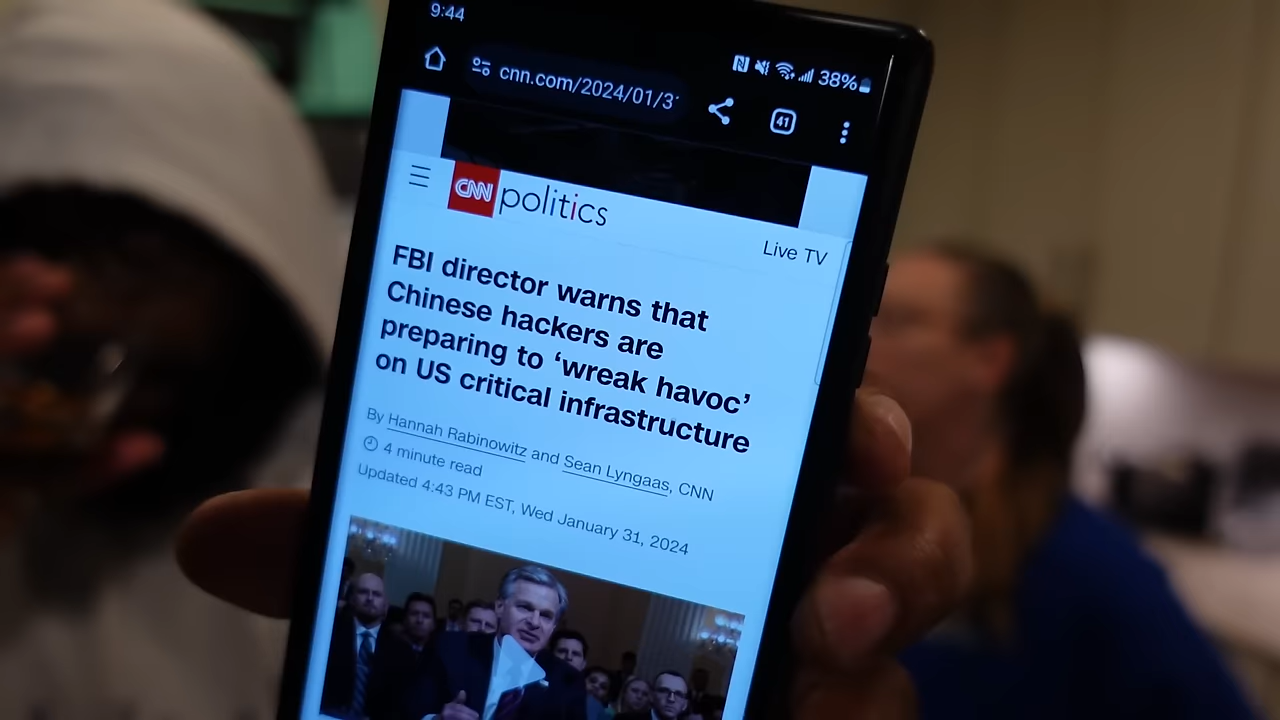 9:44
38%
cnn.com/2024/01/3
41
CNN politics
Live TV
FBI director warns that
Chinese hackers are
preparing to ‘wreak havoc’
on US critical infrastructure
By Hannah Rabinowitz and Sean Lyngaas, CNN
4 minute read
Updated 4:43 PM EST, Wed January 31, 2024